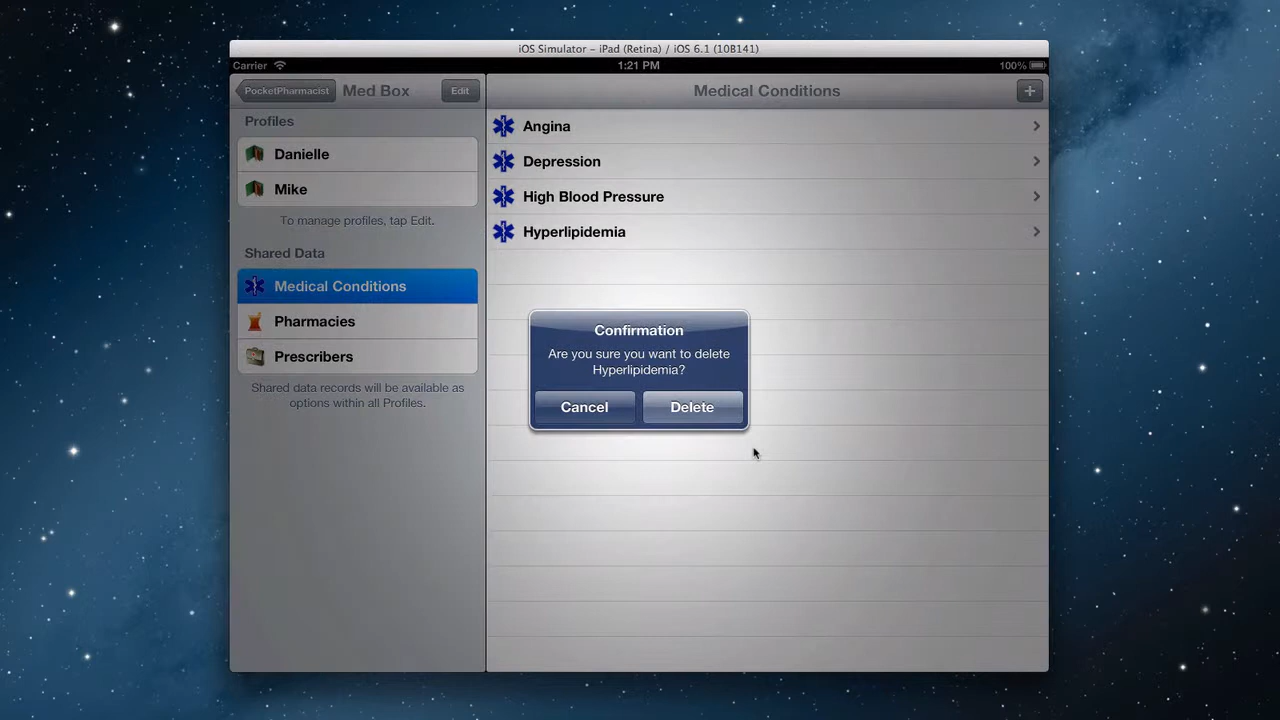 iOS Simulator – iPad (Retina) / iOS 6.1 (10B141)
Carrier 1:21 PM 100%
PocketPharmacist Med Box Edit
Profiles
Danielle
Mike
To manage profiles, tap Edit.
Shared Data
Medical Conditions
Pharmacies
Prescribers
Shared data records will be available as
options within all Profiles.
Medical Conditions +
Angina
Depression
High Blood Pressure
Hyperlipidemia
Confirmation
Are you sure you want to delete
Hyperlipidemia?
Cancel Delete